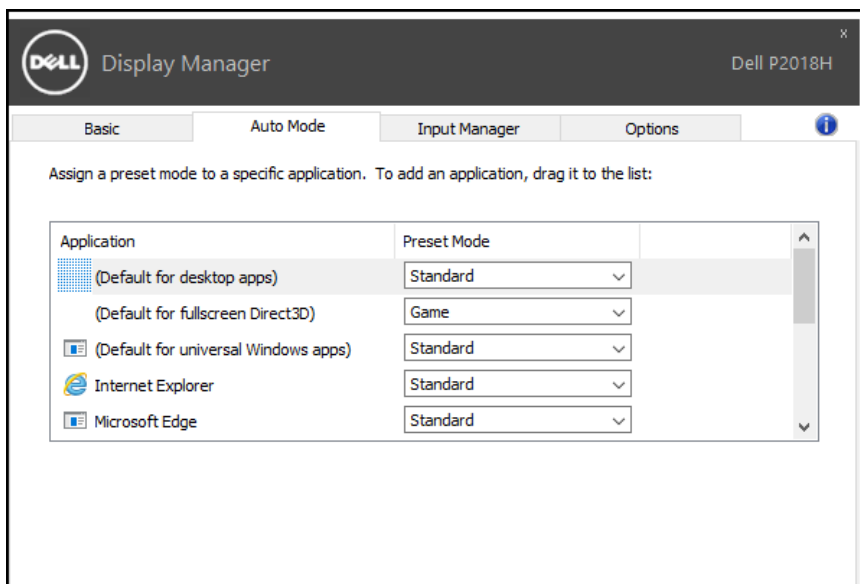 x
DELL Display Manager Dell P2018H
Basic Auto Mode Input Manager Options i
Assign a preset mode to a specific application. To add an application, drag it to the list:
Application Preset Mode
(Default for desktop apps) Standard
(Default for fullscreen Direct3D) Game
(Default for universal Windows apps) Standard
Internet Explorer Standard
Microsoft Edge Standard